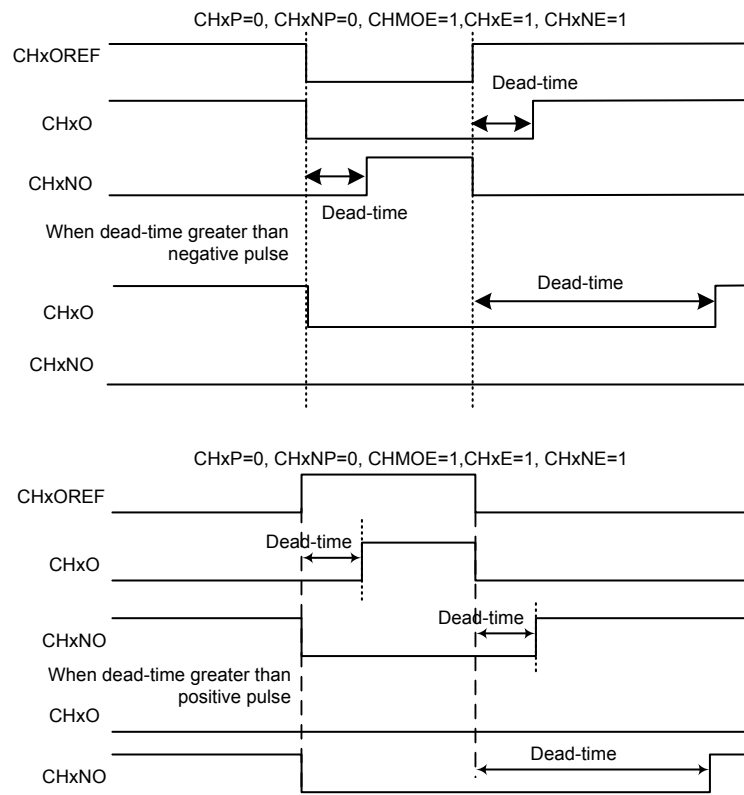 CHxP=0, CHxNP=0, CHMOE=1,CHxE=1, CHxNE=1
CHxOREF
Dead-time
CHxO
CHxNO
Dead-time
When dead-time greater than
negative pulse
Dead-time
CHxO
CHxNO
CHxP=0, CHxNP=0, CHMOE=1,CHxE=1, CHxNE=1
CHxOREF
Dead-time
CHxO
Dead-time
CHxNO
When dead-time greater than
positive pulse
CHxO
Dead-time
CHxNO